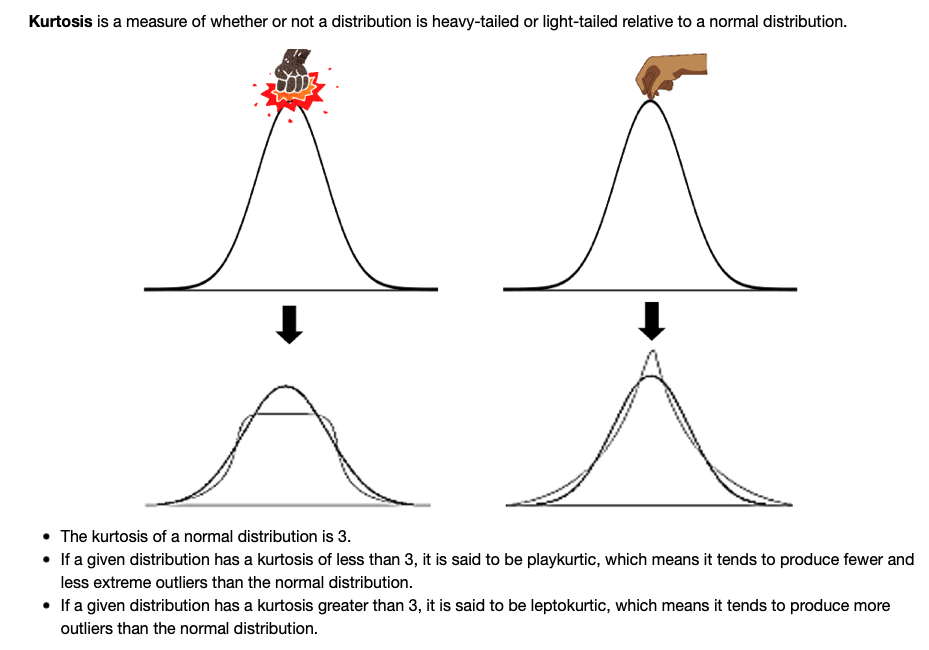 Kurtosis is a measure of whether or not a distribution is heavy-tailed or light-tailed relative to a normal distribution.
• The kurtosis of a normal distribution is 3.
• If a given distribution has a kurtosis of less than 3, it is said to be playkurtic, which means it tends to produce fewer and
less extreme outliers than the normal distribution.
• If a given distribution has a kurtosis greater than 3, it is said to be leptokurtic, which means it tends to produce more
outliers than the normal distribution.